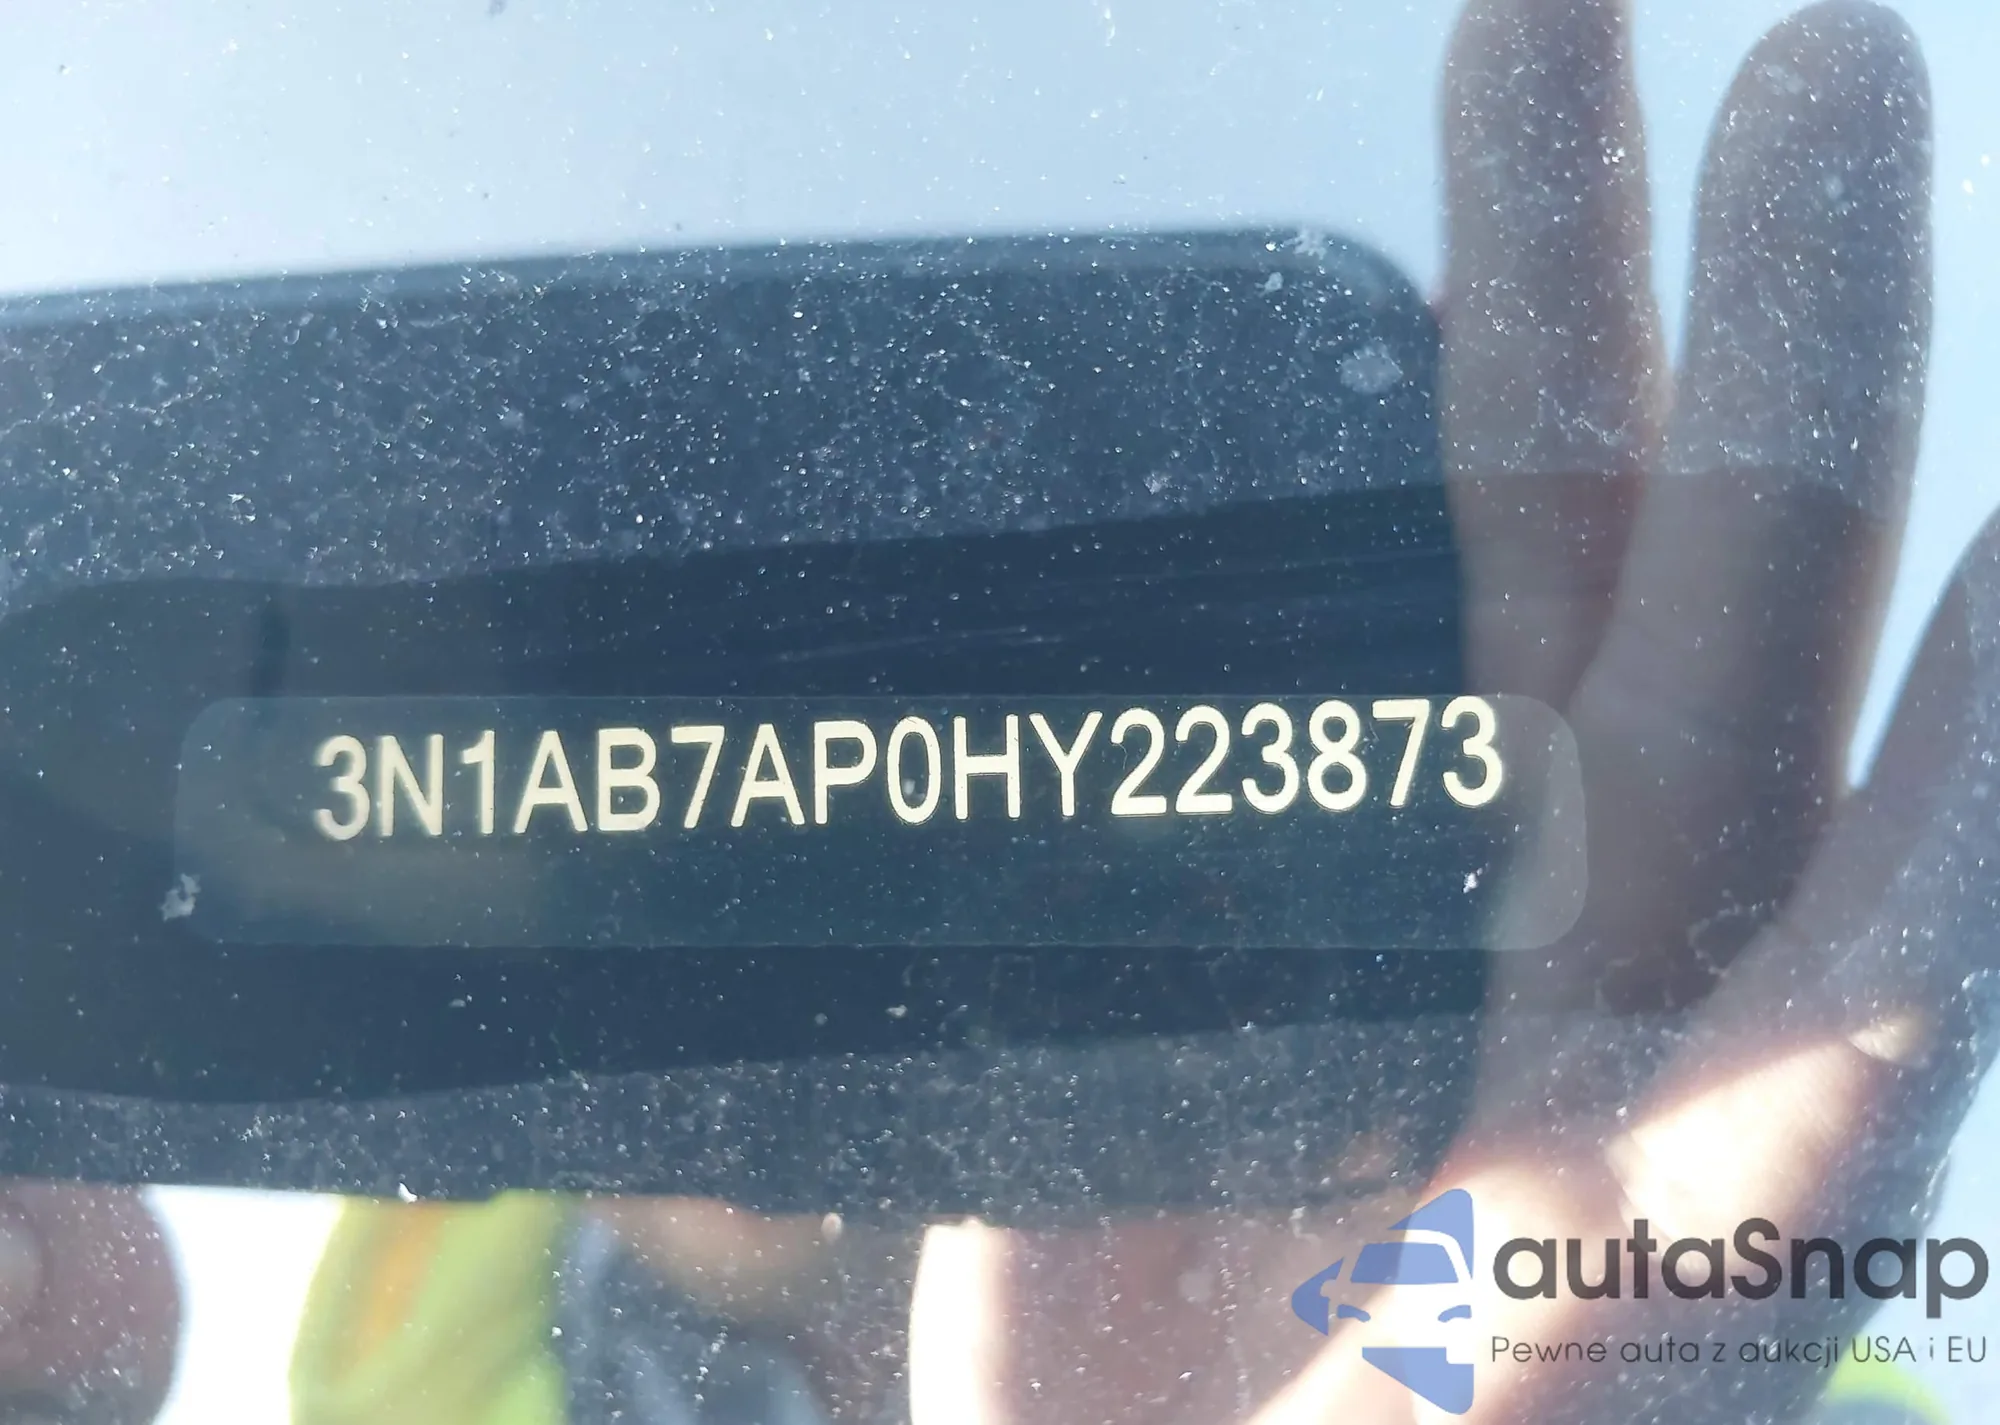 3N1AB7AP0HY223873
autaSnap
Pewne auta z aukcji USA i EU